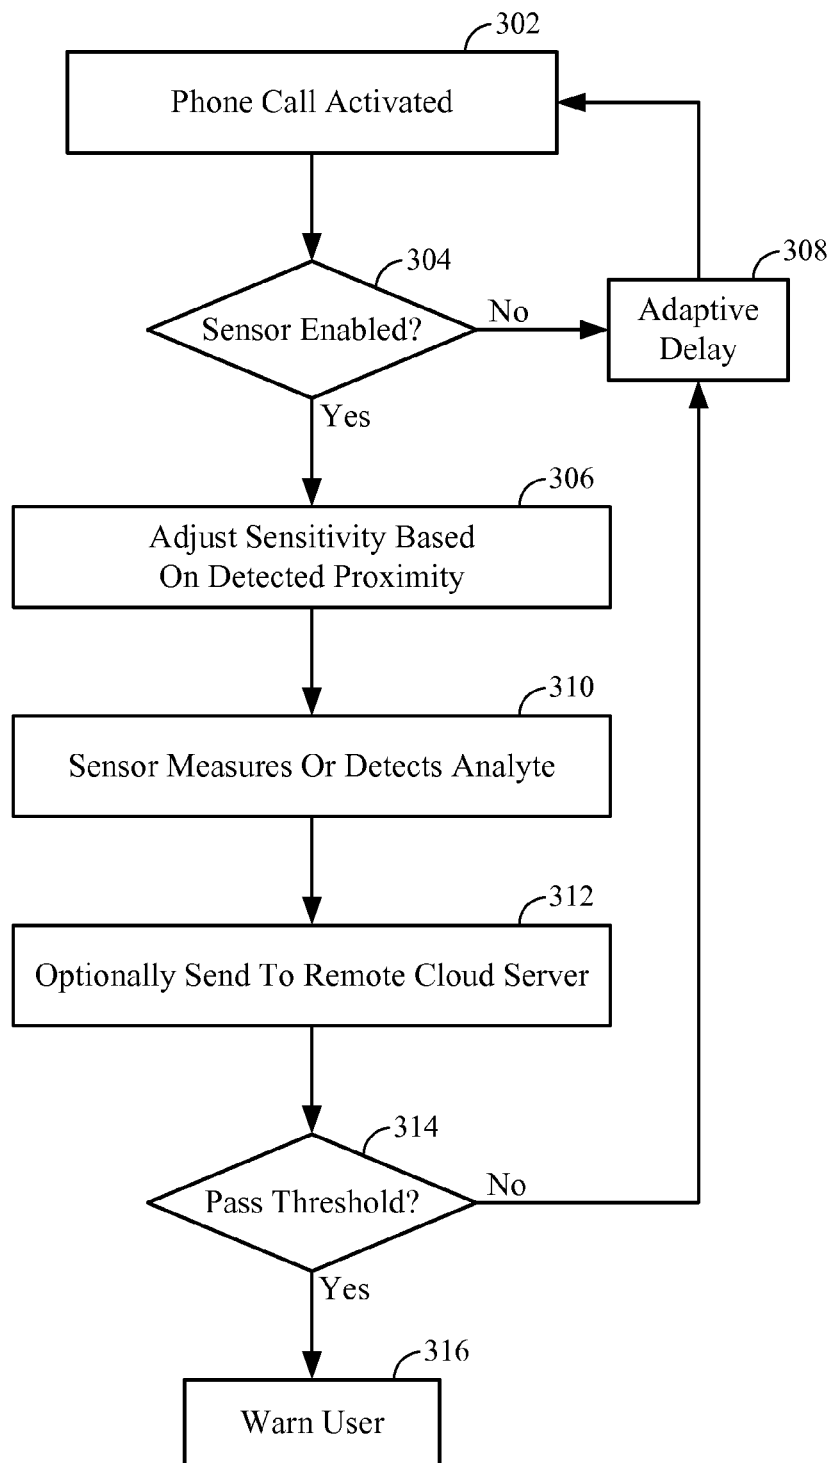 302
Phone Call Activated
304
Sensor Enabled?
No
308
Adaptive
Delay
Yes
306
Adjust Sensitivity Based
On Detected Proximity
310
Sensor Measures Or Detects Analyte
312
Optionally Send To Remote Cloud Server
314
Pass Threshold?
No
Yes
316
Warn User